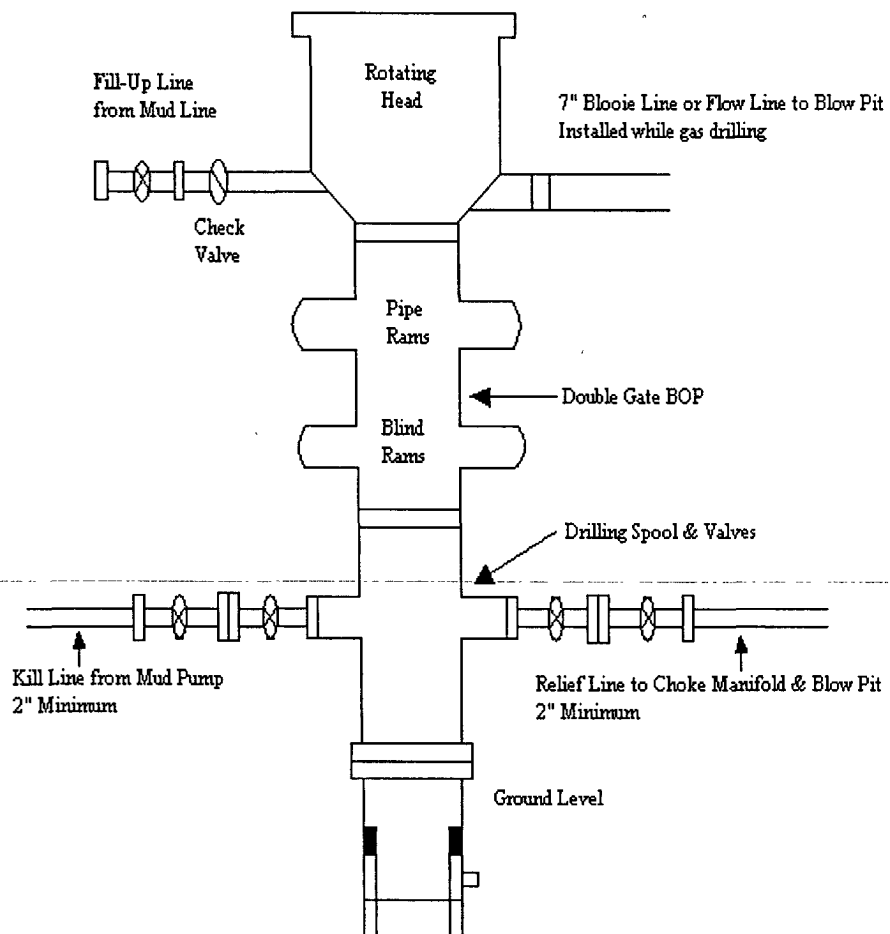 Rotating
Head
Fill-Up Line
from Mud Line
7" Blooie Line or Flow Line to Blow Pit
Installed while gas drilling
Check
Valve
Pipe
Rams
Double Gate BOP
Blind
Rams
Drilling Spool & Valves
Kill Line from Mud Pump
2" Minimum
Relief Line to Choke Manifold & Blow Pit
2" Minimum
Ground Level